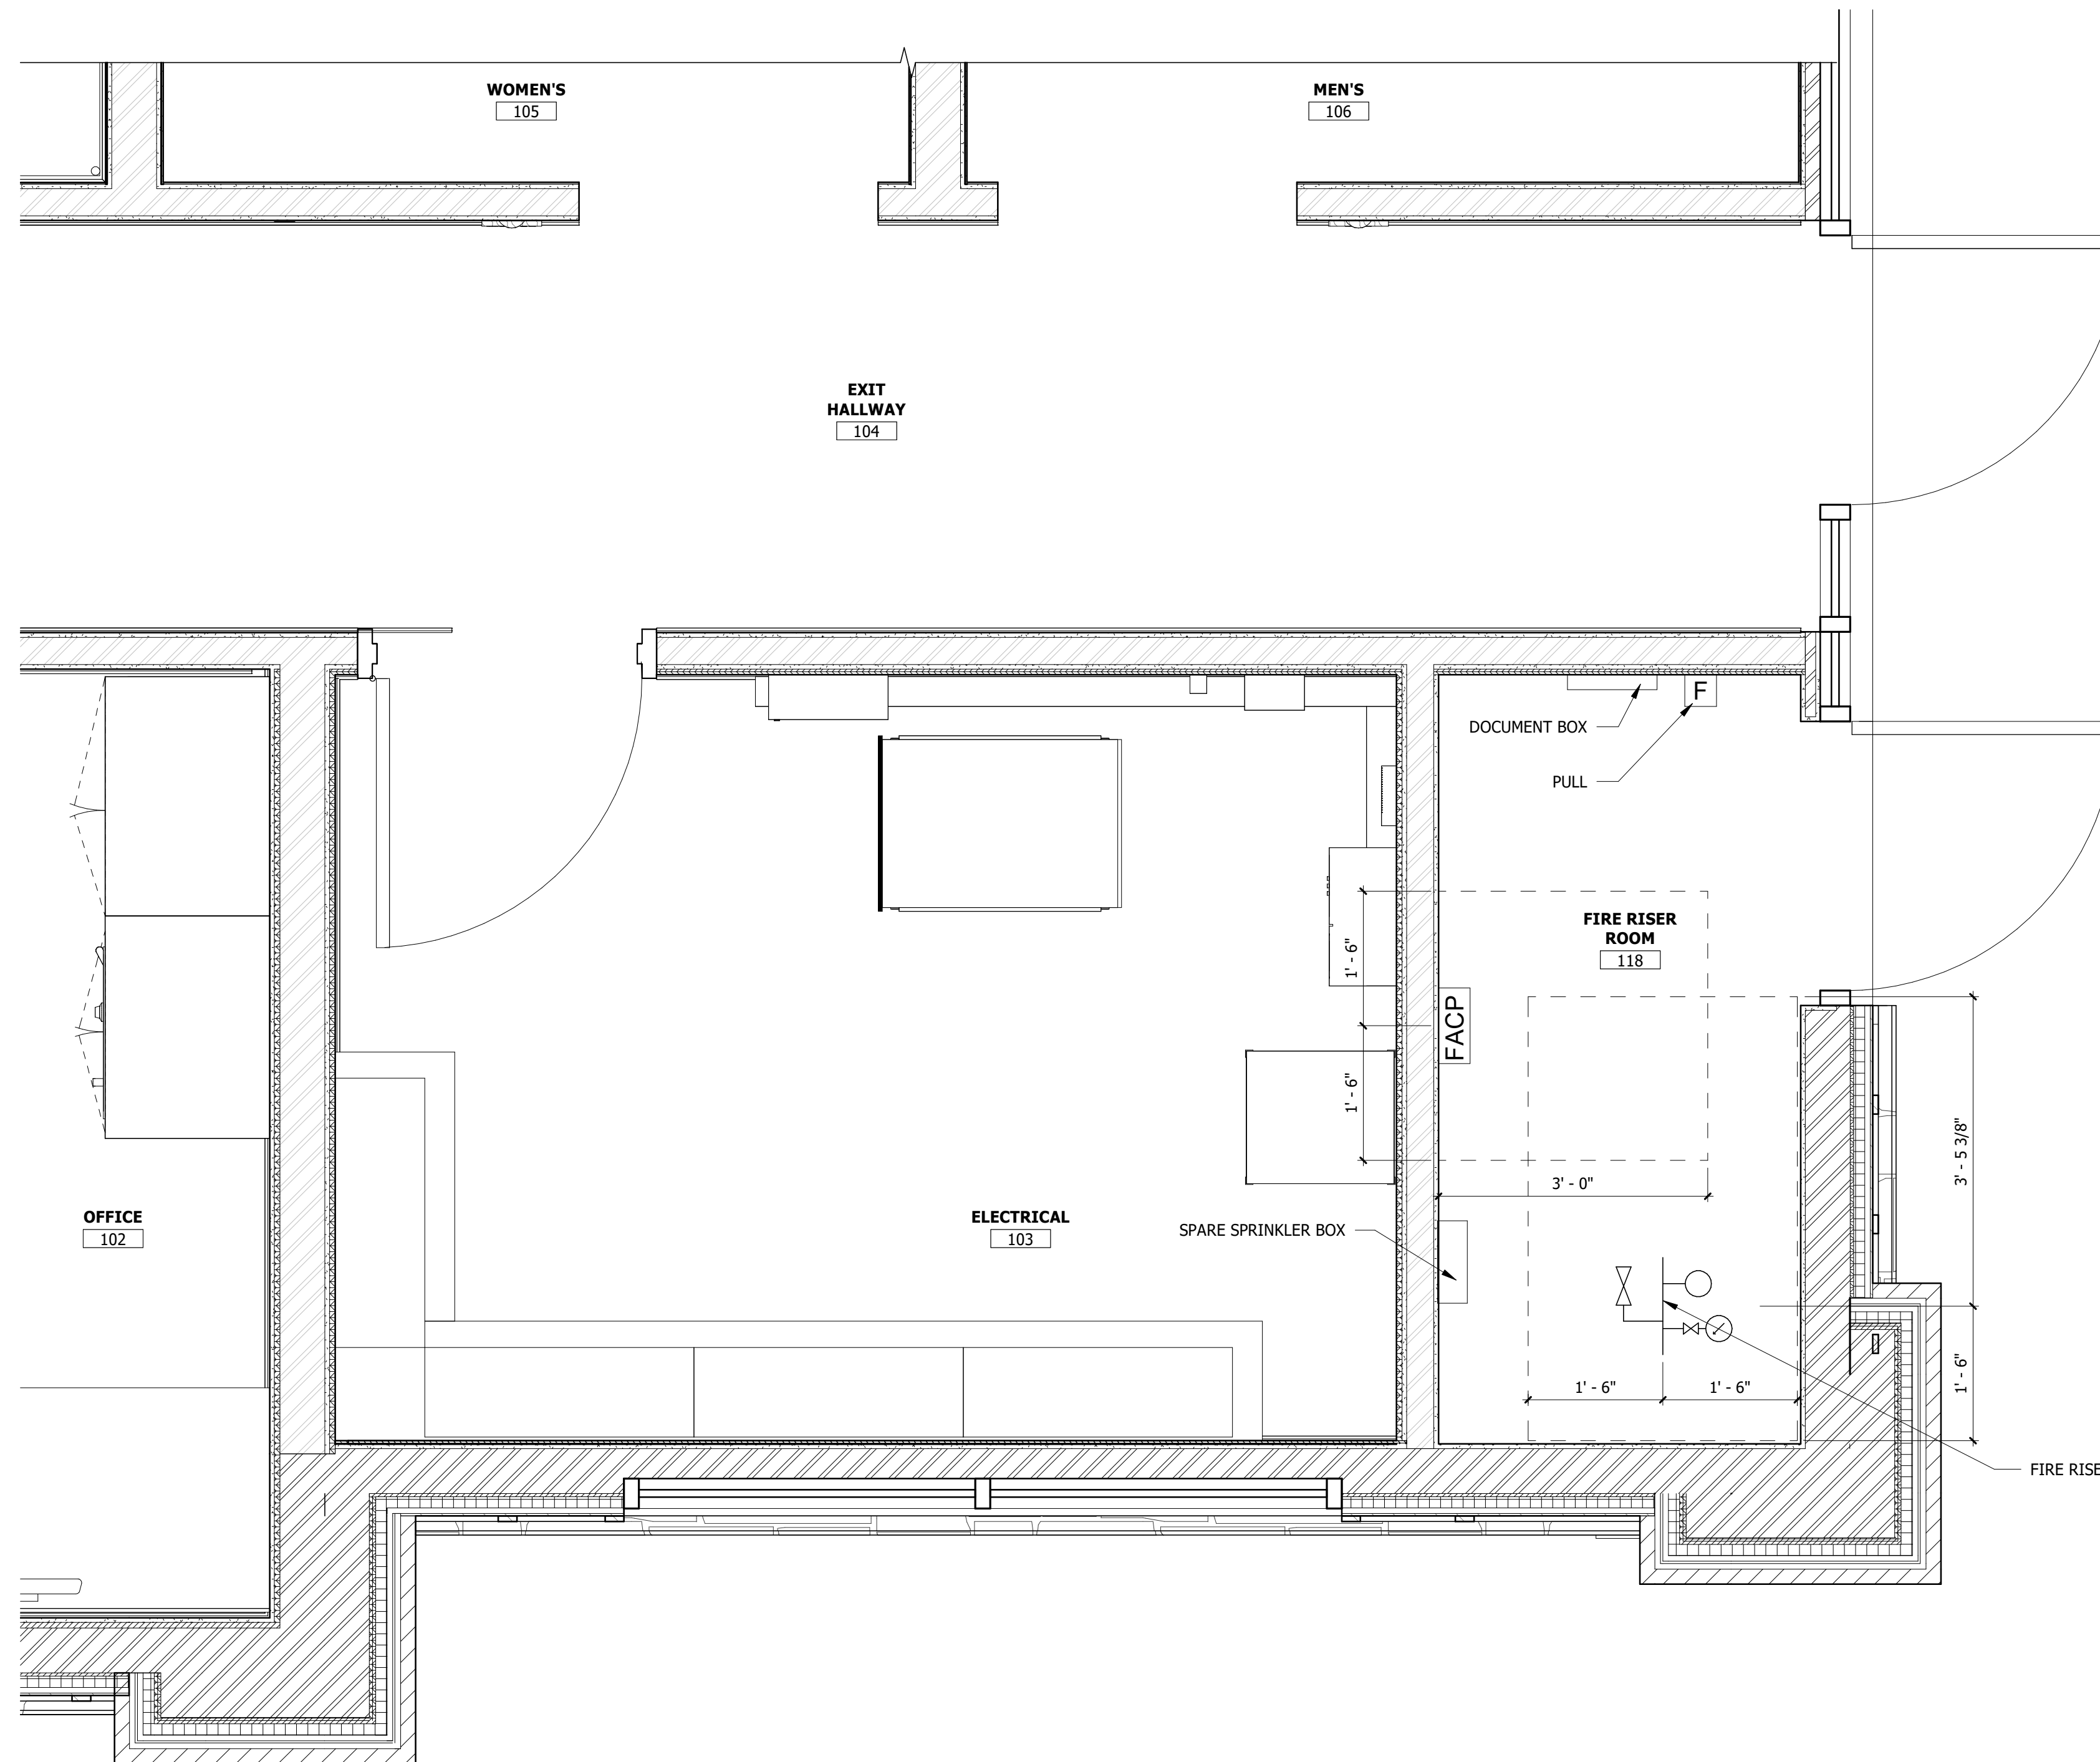 WOMEN'S
105
MEN'S
106
EXIT
HALLWAY
104
DOCUMENT BOX
F
PULL
FIRE RISER
ROOM
118
1' - 6"
FACP
1' - 6"
3' - 5 3/8"
3' - 0"
OFFICE
102
ELECTRICAL
103
SPARE SPRINKLER BOX
1' - 6"
1' - 6"
1' - 6"
FIRE RISE